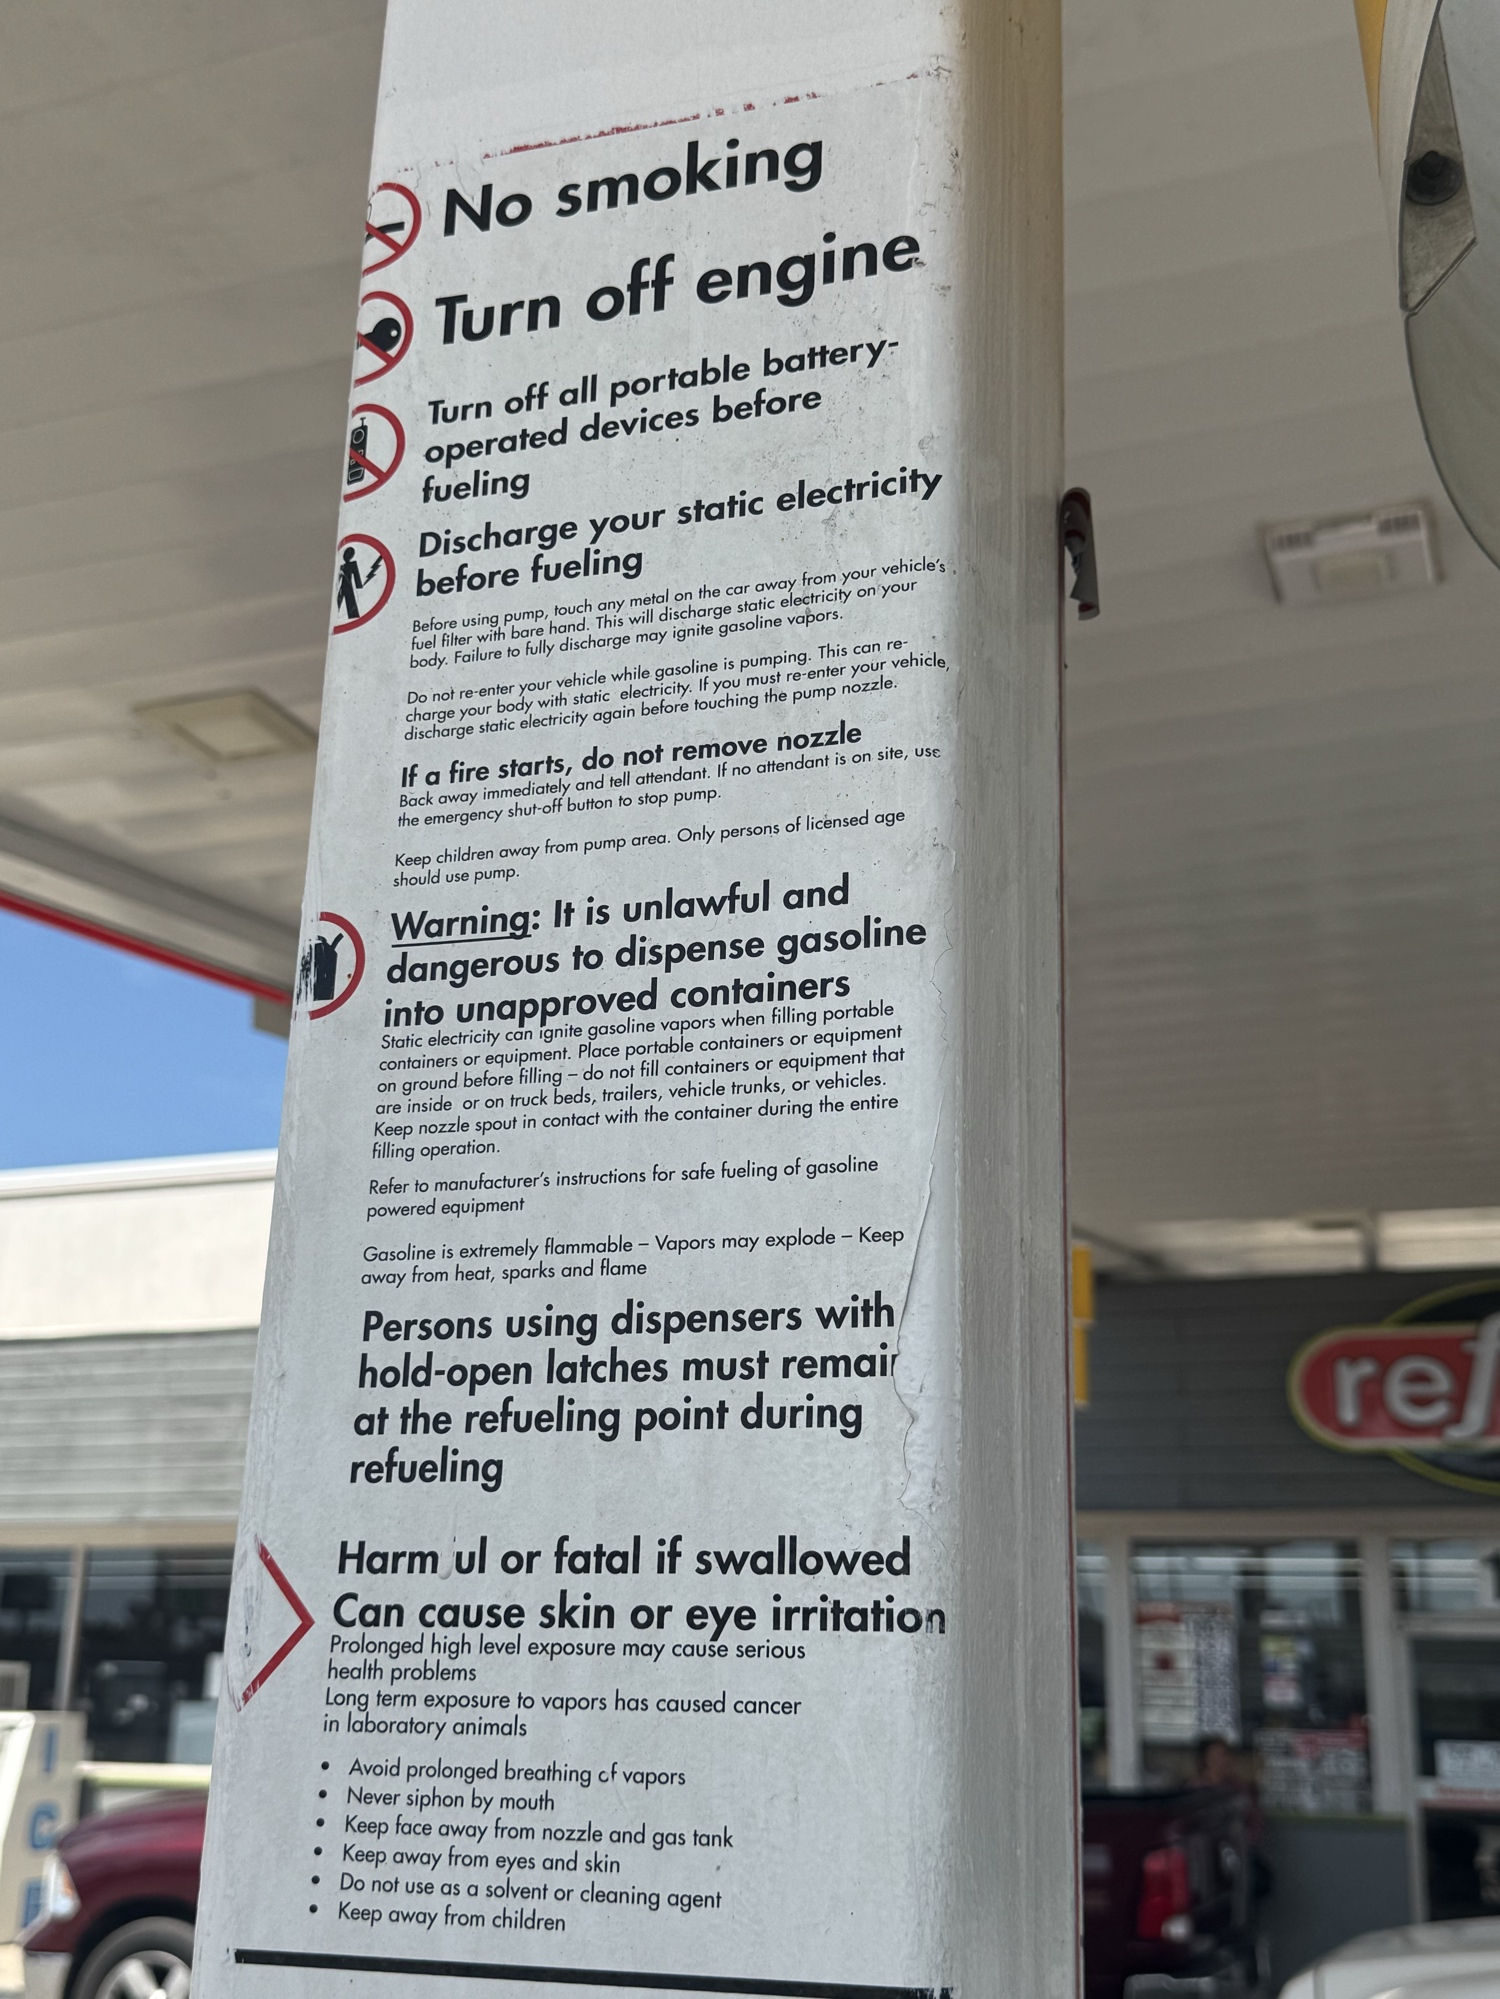 No smoking
Turn off engine
Turn off all portable battery-
operated devices before
fueling
Discharge your static electricity
before fueling
Before using pump, touch any metal on the car away from your vehicle's
fuel filter with bare hand. This will discharge static electricity on your
body. Failure to fully discharge may ignite gasoline vapors.
Do not re-enter your vehicle while gasoline is pumping. This can re-
charge your body with static electricity. If you must re-enter your vehicle,
discharge static electricity again before touching the pump nozzle.
If a fire starts, do not remove nozzle
Back away immediately and tell attendant. If no attendant is on site, use
the emergency shut-off button to stop pump.
Keep children away from pump area. Only persons of licensed age
should use pump.
Warning: It is unlawful and
dangerous to dispense gasoline
into unapproved containers
Static electricity can ignite gasoline vapors when filling portable
containers or equipment. Place portable containers or equipment
on ground before filling – do not fill containers or equipment that
are inside or on truck beds, trailers, vehicle trunks, or vehicles.
Keep nozzle spout in contact with the container during the entire
filling operation.
Refer to manufacturer's instructions for safe fueling of gasoline
powered equipment
Gasoline is extremely flammable – Vapors may explode – Keep
away from heat, sparks and flame
Persons using dispensers with
hold-open latches must remain
at the refueling point during
refueling
Harm ul or fatal if swallowed
Can cause skin or eye irritation
Prolonged high level exposure may cause serious
health problems
Long term exposure to vapors has caused cancer
in laboratory animals
• Avoid prolonged breathing of vapors
• Never siphon by mouth
• Keep face away from nozzle and gas tank
• Keep away from eyes and skin
• Do not use as a solvent or cleaning agent
• Keep away from children
ref
ICE